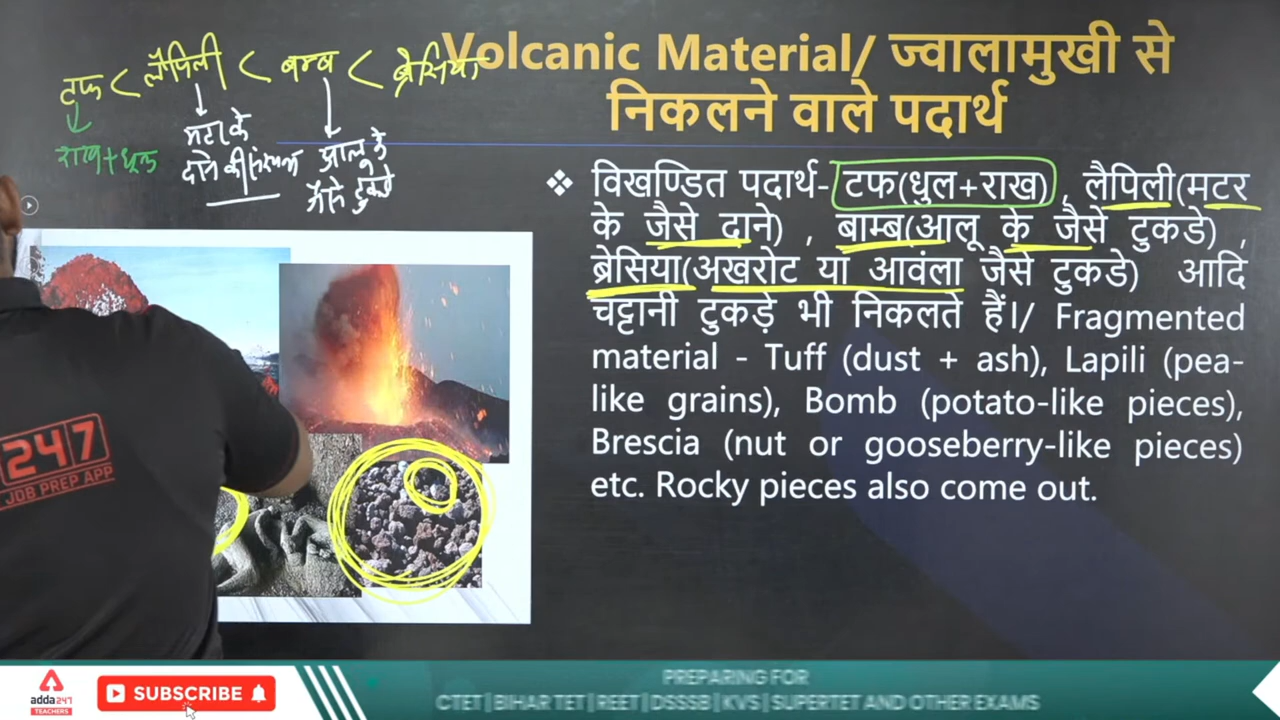 Volcanic Material/ ज्वालामुखी से
निकलने वाले पदार्थ
टफ < लैपिली < बम्ब < ब्रेसिया
राख+धूल
मटर के
दाने की
आलू के
जैसे टुकड़े
❖ विखण्डित पदार्थ- टफ(धुल+राख) , लैपिली(मटर
के जैसे दाने) , बाम्ब(आलू के जैसे टुकडे) ,
ब्रेसिया(अखरोट या आवंला जैसे टुकडे) आदि
चट्टानी टुकड़े भी निकलते हैं।/ Fragmented
material - Tuff (dust + ash), Lapili (pea-
like grains), Bomb (potato-like pieces),
Brescia (nut or gooseberry-like pieces)
etc. Rocky pieces also come out.
247
JOB PREP APP
adda247
TEACHERS
SUBSCRIBE
PREPARING FOR
CTET | BIHAR TET | REET | DSSSB | KVS | SUPERTET AND OTHER EXAMS